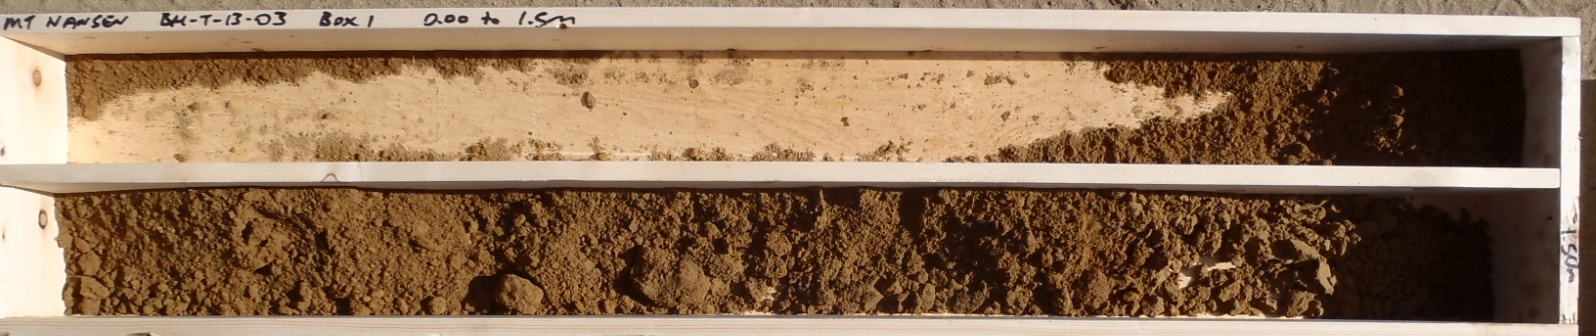 MT NANSEN BH-T-13-03 Box 1 0.00 to 1.5m
1.50m